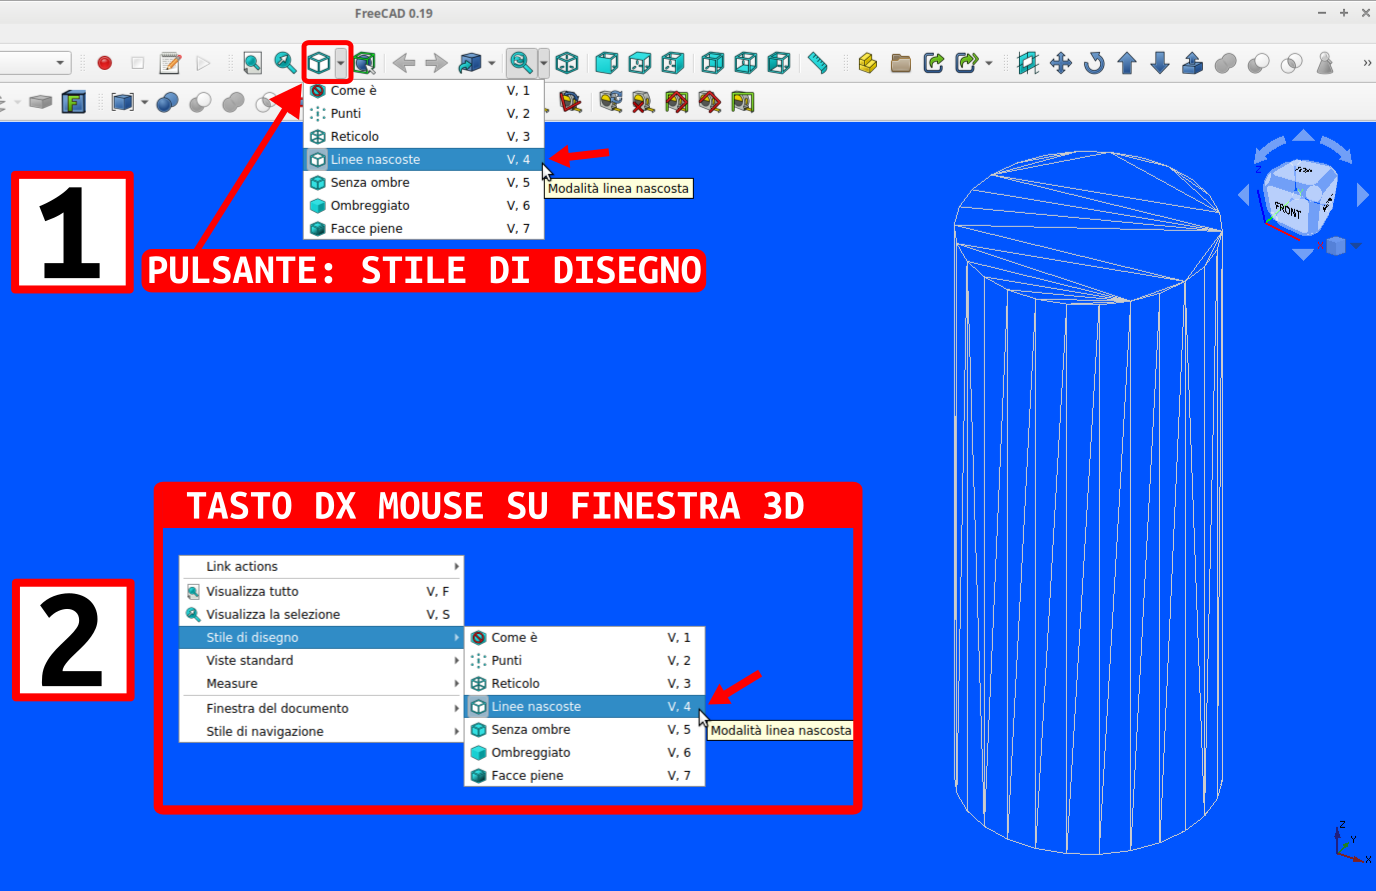 FreeCAD 0.19
Come è V, 1
Punti V, 2
Reticolo V, 3
Linee nascoste V, 4
Senza ombre V, 5
Ombreggiato V, 6
Facce piene V, 7
Modalità linea nascosta
1
PULSANTE: STILE DI DISEGNO
FRONT
Z
2
TASTO DX MOUSE SU FINESTRA 3D
Link actions
Visualizza tutto V, F
Visualizza la selezione V, S
Stile di disegno
Viste standard
Measure
Finestra del documento
Stile di navigazione
Come è V, 1
Punti V, 2
Reticolo V, 3
Linee nascoste V, 4
Senza ombre V, 5
Ombreggiato V, 6
Facce piene V, 7
Modalità linea nascosta
Z
Y
X